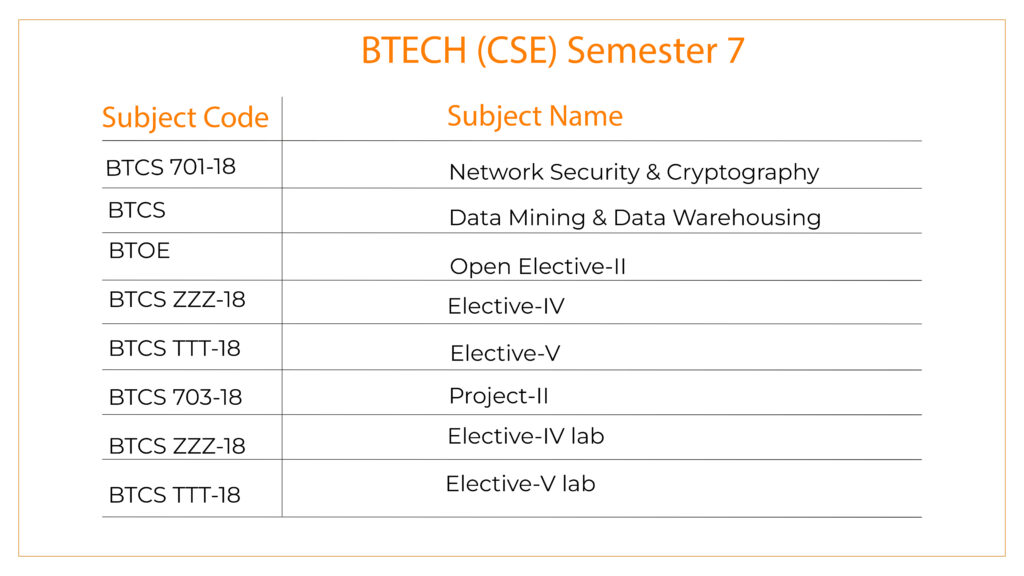 BTECH (CSE) Semester 7
Subject Code Subject Name
BTCS 701-18 Network Security & Cryptography
BTCS Data Mining & Data Warehousing
BTOE Open Elective-II
BTCS ZZZ-18 Elective-IV
BTCS TTT-18 Elective-V
BTCS 703-18 Project-II
BTCS ZZZ-18 Elective-IV lab
BTCS TTT-18 Elective-V lab